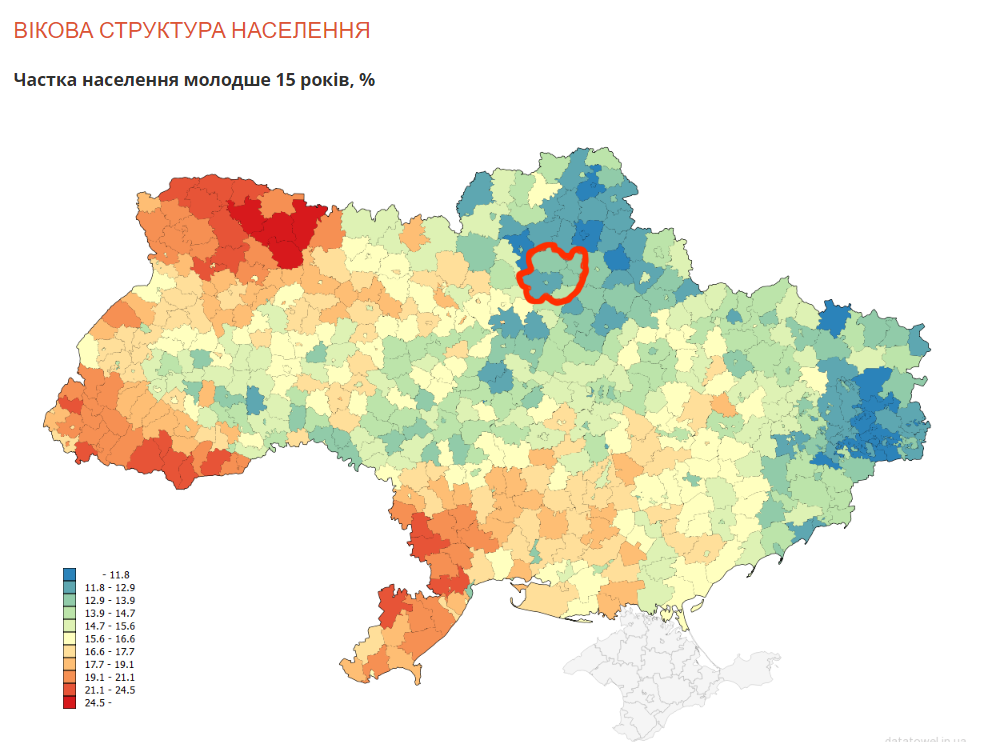 ВІКОВА СТРУКТУРА НАСЕЛЕННЯ
Частка населення молодше 15 років, %
- 11.8
11.8 - 12.9
12.9 - 13.9
13.9 - 14.7
14.7 - 15.6
15.6 - 16.6
16.6 - 17.7
17.7 - 19.1
19.1 - 21.1
21.1 - 24.5
24.5 -